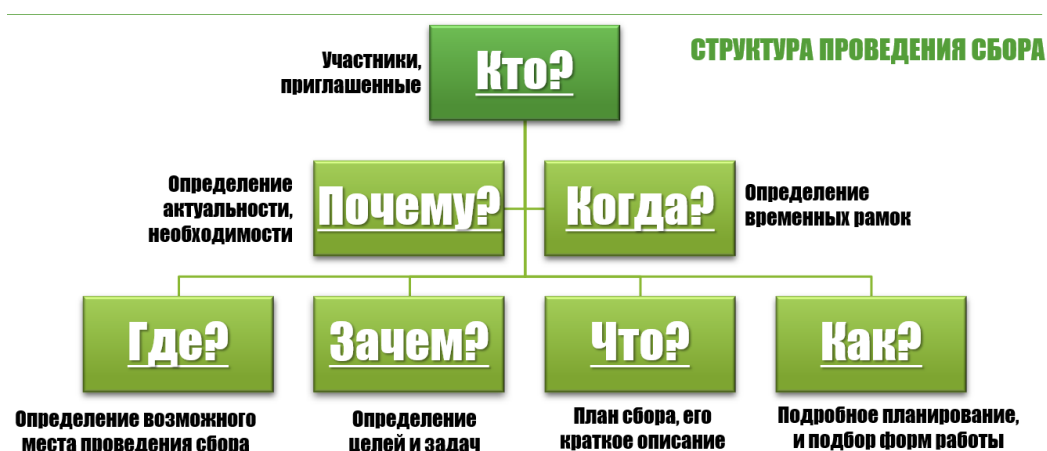 СТРУКТУРА ПРОВЕДЕНИЯ СБОРА
Участники,
приглашенные
Кто?
Определение
актуальности,
необходимости
Почему?
Когда?
Определение
временных рамок
Где?
Зачем?
Что?
Как?
Определение возможного
места проведения сбора
Определение
целей и задач
План сбора, его
краткое описание
Подробное планирование,
и подбор форм работы